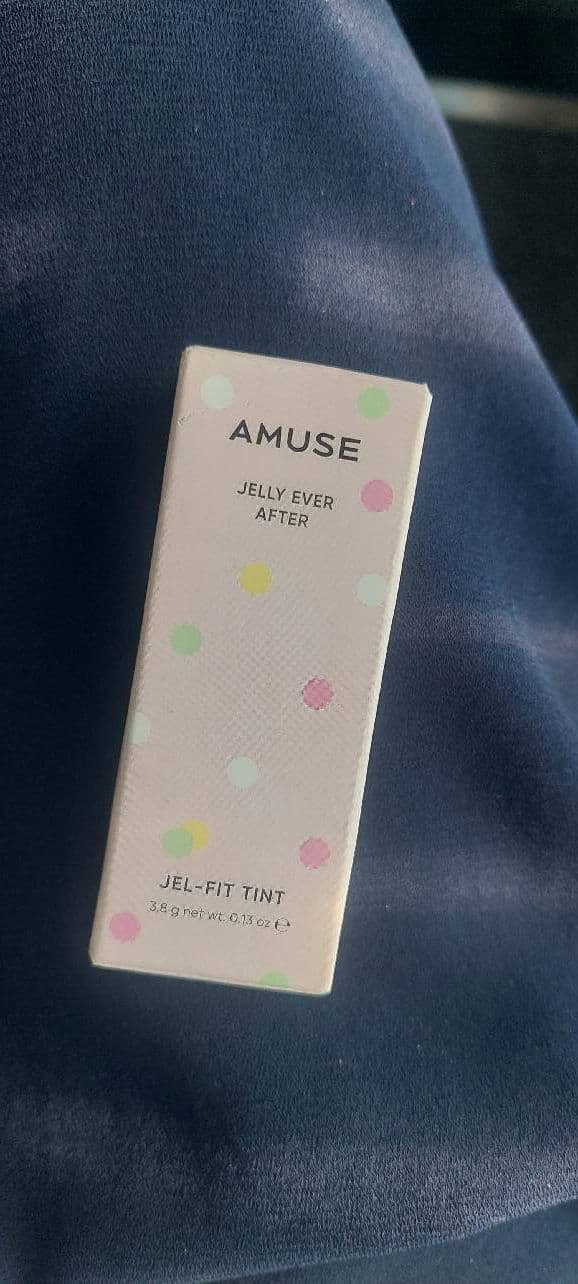 AMUSE
JELLY EVER
AFTER
JEL-FIT TINT
3.8 g net wt. 0.13 oz ℮